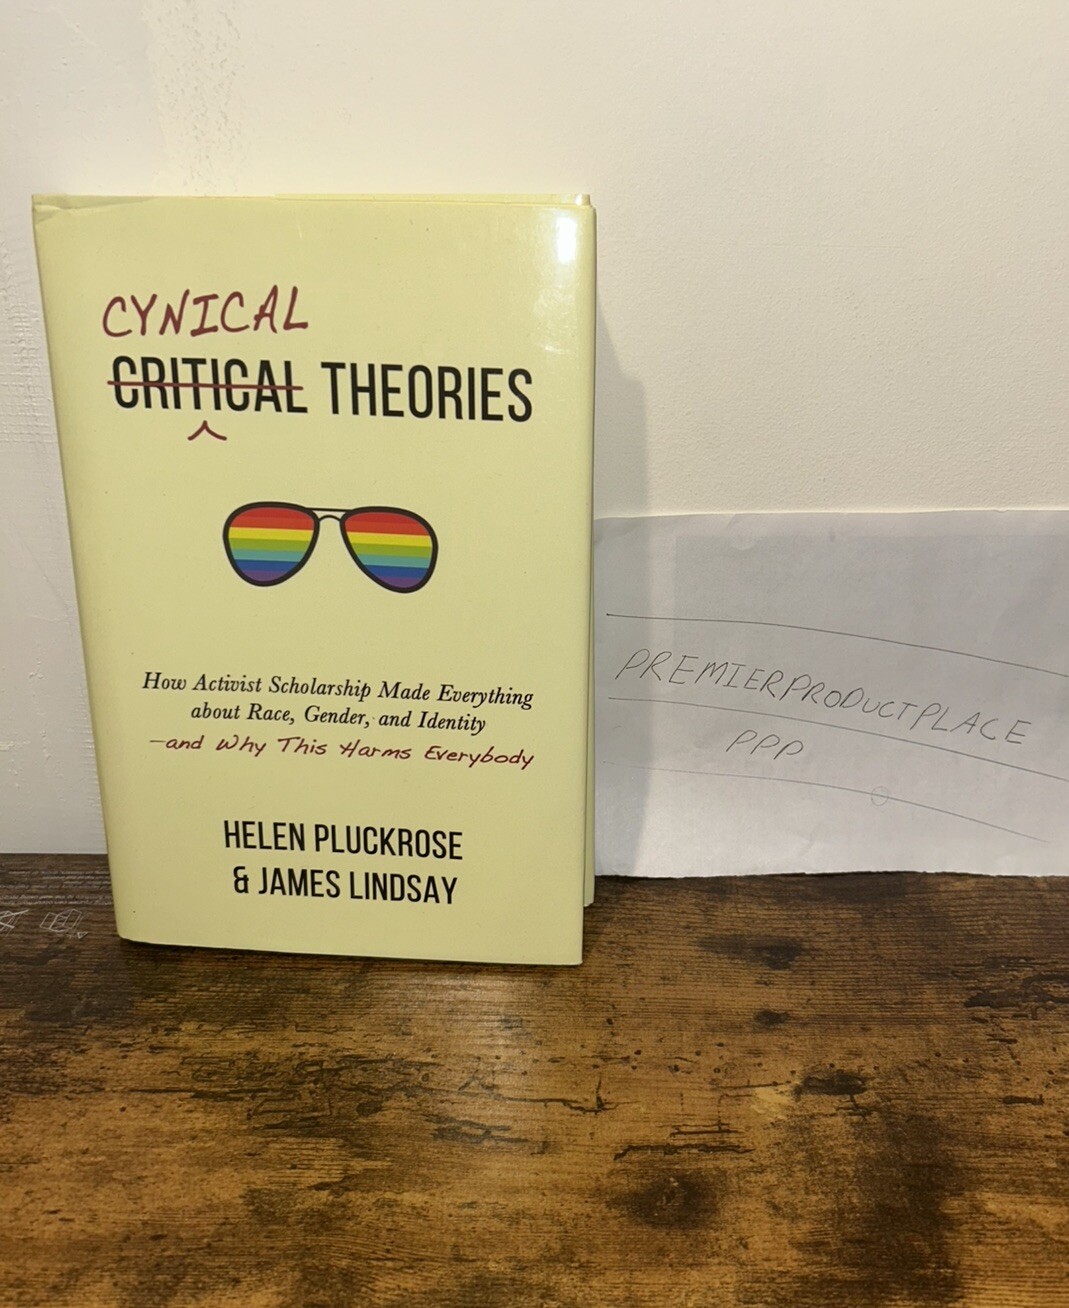 CYNICAL
CRITICAL THEORIES
How Activist Scholarship Made Everything
about Race, Gender, and Identity
—and Why This Harms Everybody
HELEN PLUCKROSE
& JAMES LINDSAY
PREMIERPRODUCTPLACE
PPP